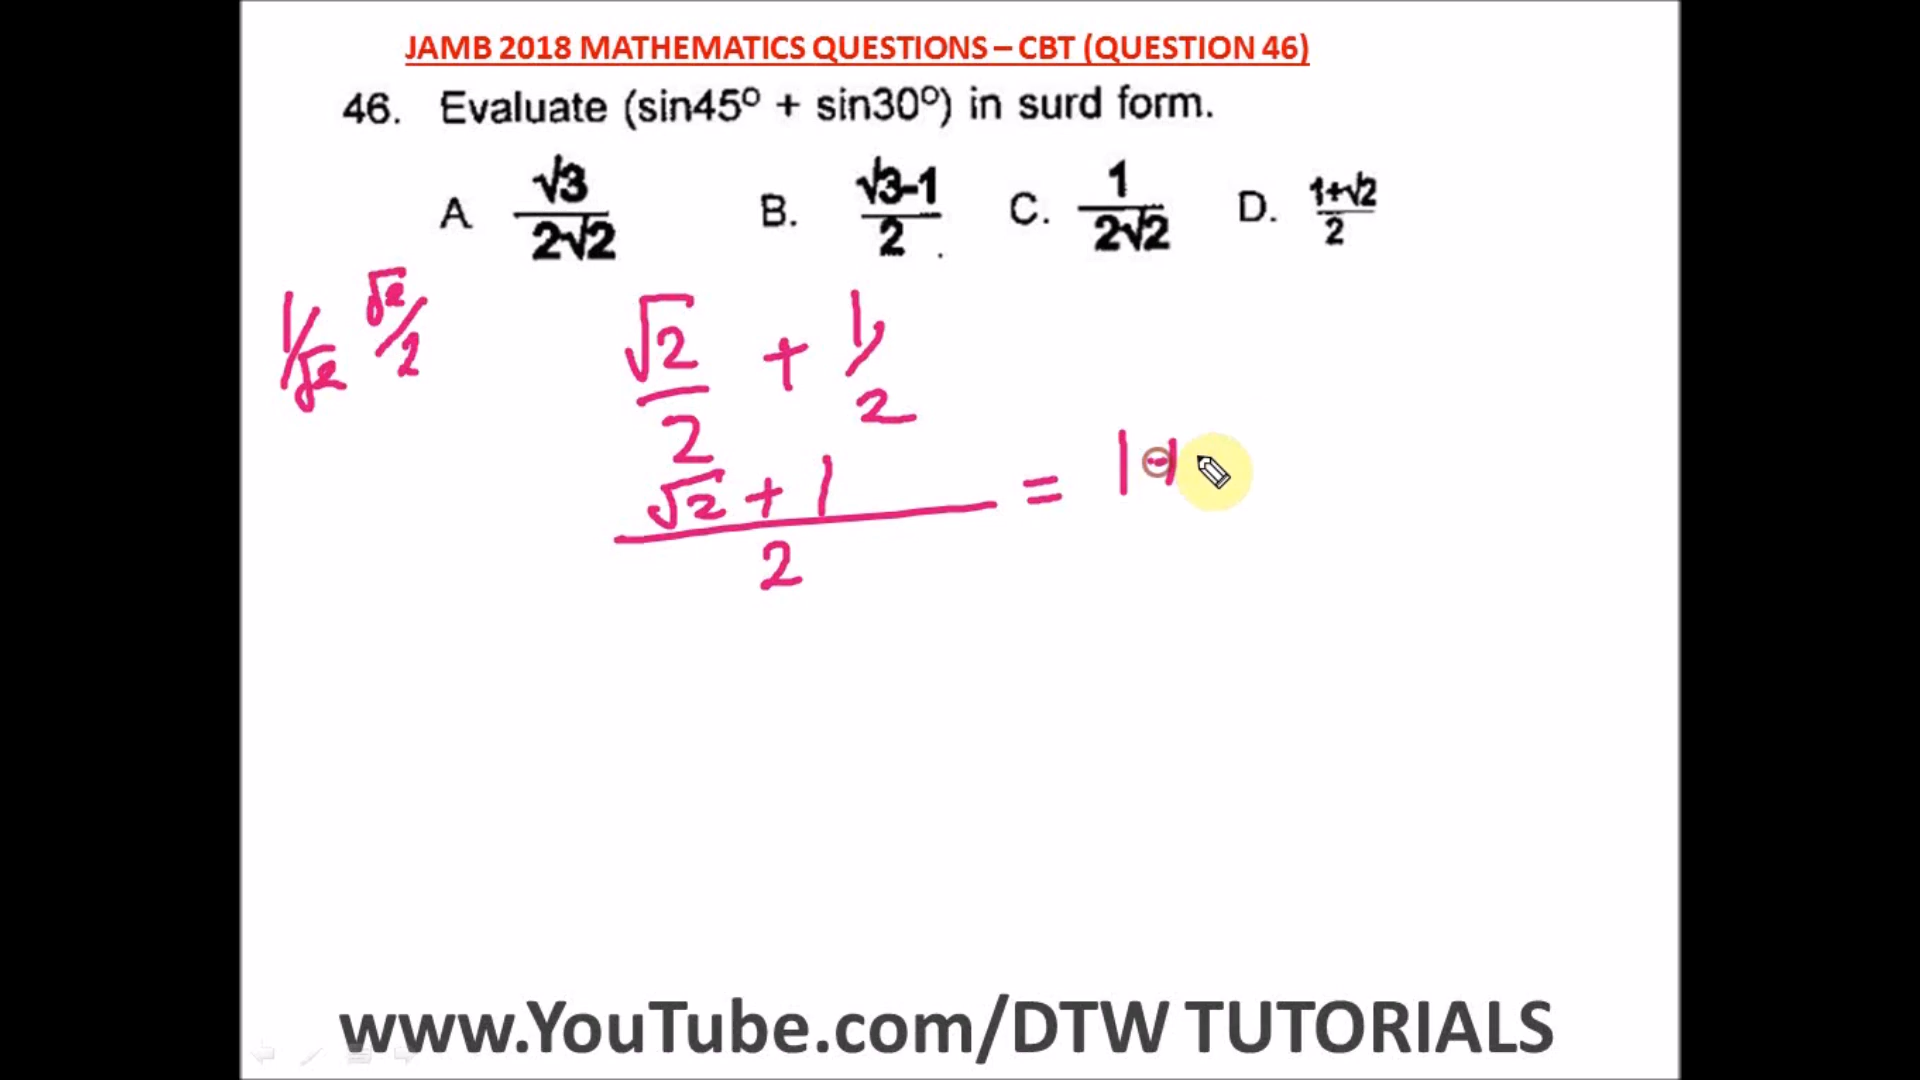 JAMB 2018 MATHEMATICS QUESTIONS – CBT (QUESTION 46)
46. Evaluate (sin45⁰ + sin30⁰) in surd form.
A √3/2√2 B. √3-1/2 C. 1/2√2 D. 1+√2/2
1/√2 √2/2
√2/2 + 1/2
√2 + 1/2 = 1+
www.YouTube.com/DTW TUTORIALS